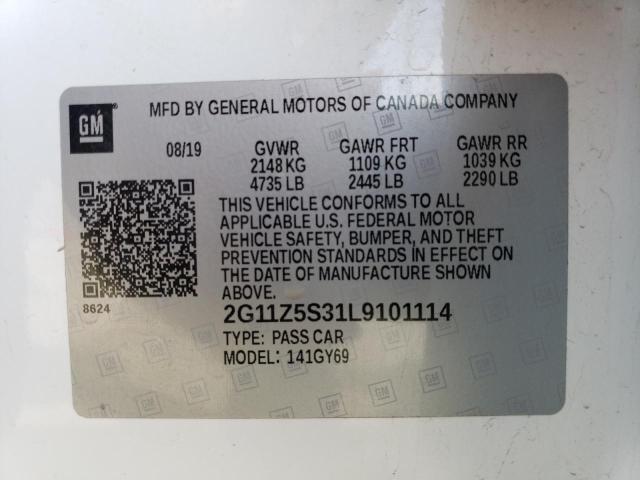 GM
MFD BY GENERAL MOTORS OF CANADA COMPANY
08/19 GVWR GAWR FRT GAWR RR
2148 KG 1109 KG 1039 KG
4735 LB 2445 LB 2290 LB
THIS VEHICLE CONFORMS TO ALL
APPLICABLE U.S. FEDERAL MOTOR
VEHICLE SAFETY, BUMPER, AND THEFT
PREVENTION STANDARDS IN EFFECT ON
THE DATE OF MANUFACTURE SHOWN
ABOVE.
8624
2G11Z5S31L9101114
TYPE: PASS CAR
MODEL: 141GY69